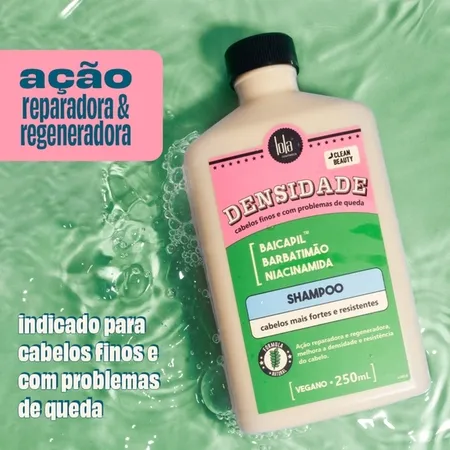 ação
reparadora &
regeneradora
lola
CLEAN
BEAUTY
DENSIDADE
cabelos finos e com problemas de queda
BAICAPIL™
BARBATIMÃO
NIACINAMIDA
SHAMPOO
cabelos mais fortes e resistentes
Ação reparadora e regeneradora,
melhora a densidade e resistência
do cabelo.
FÓRMULA
NATURAL
[VEGANO • 250mL]
indicado para
cabelos finos e
com problemas
de queda